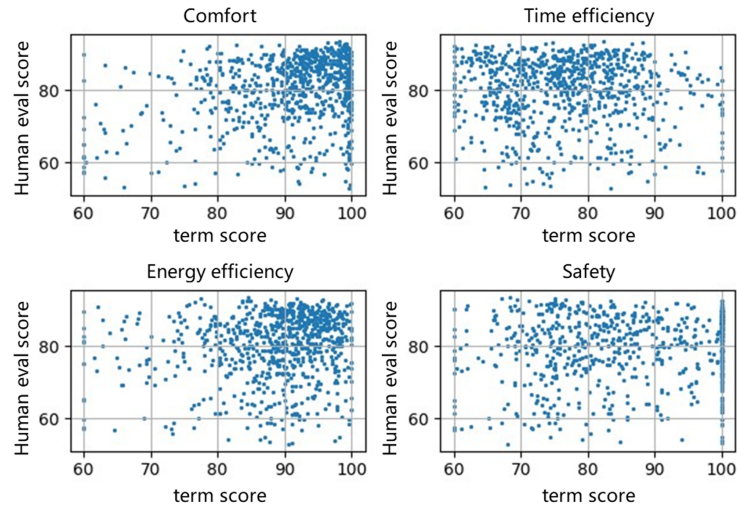 Comfort
Human eval score
80
60
60 70 80 90 100
term score
Time efficiency
Human eval score
80
60
60 70 80 90 100
term score
Energy efficiency
Human eval score
80
60
60 70 80 90 100
term score
Safety
Human eval score
80
60
60 70 80 90 100
term score